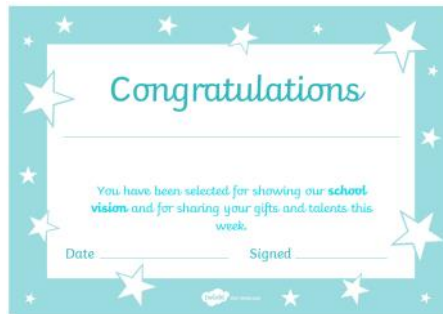 Congratulations
You have been selected for showing our school
vision and for sharing your gifts and talents this
week.
Date Signed
twinkl